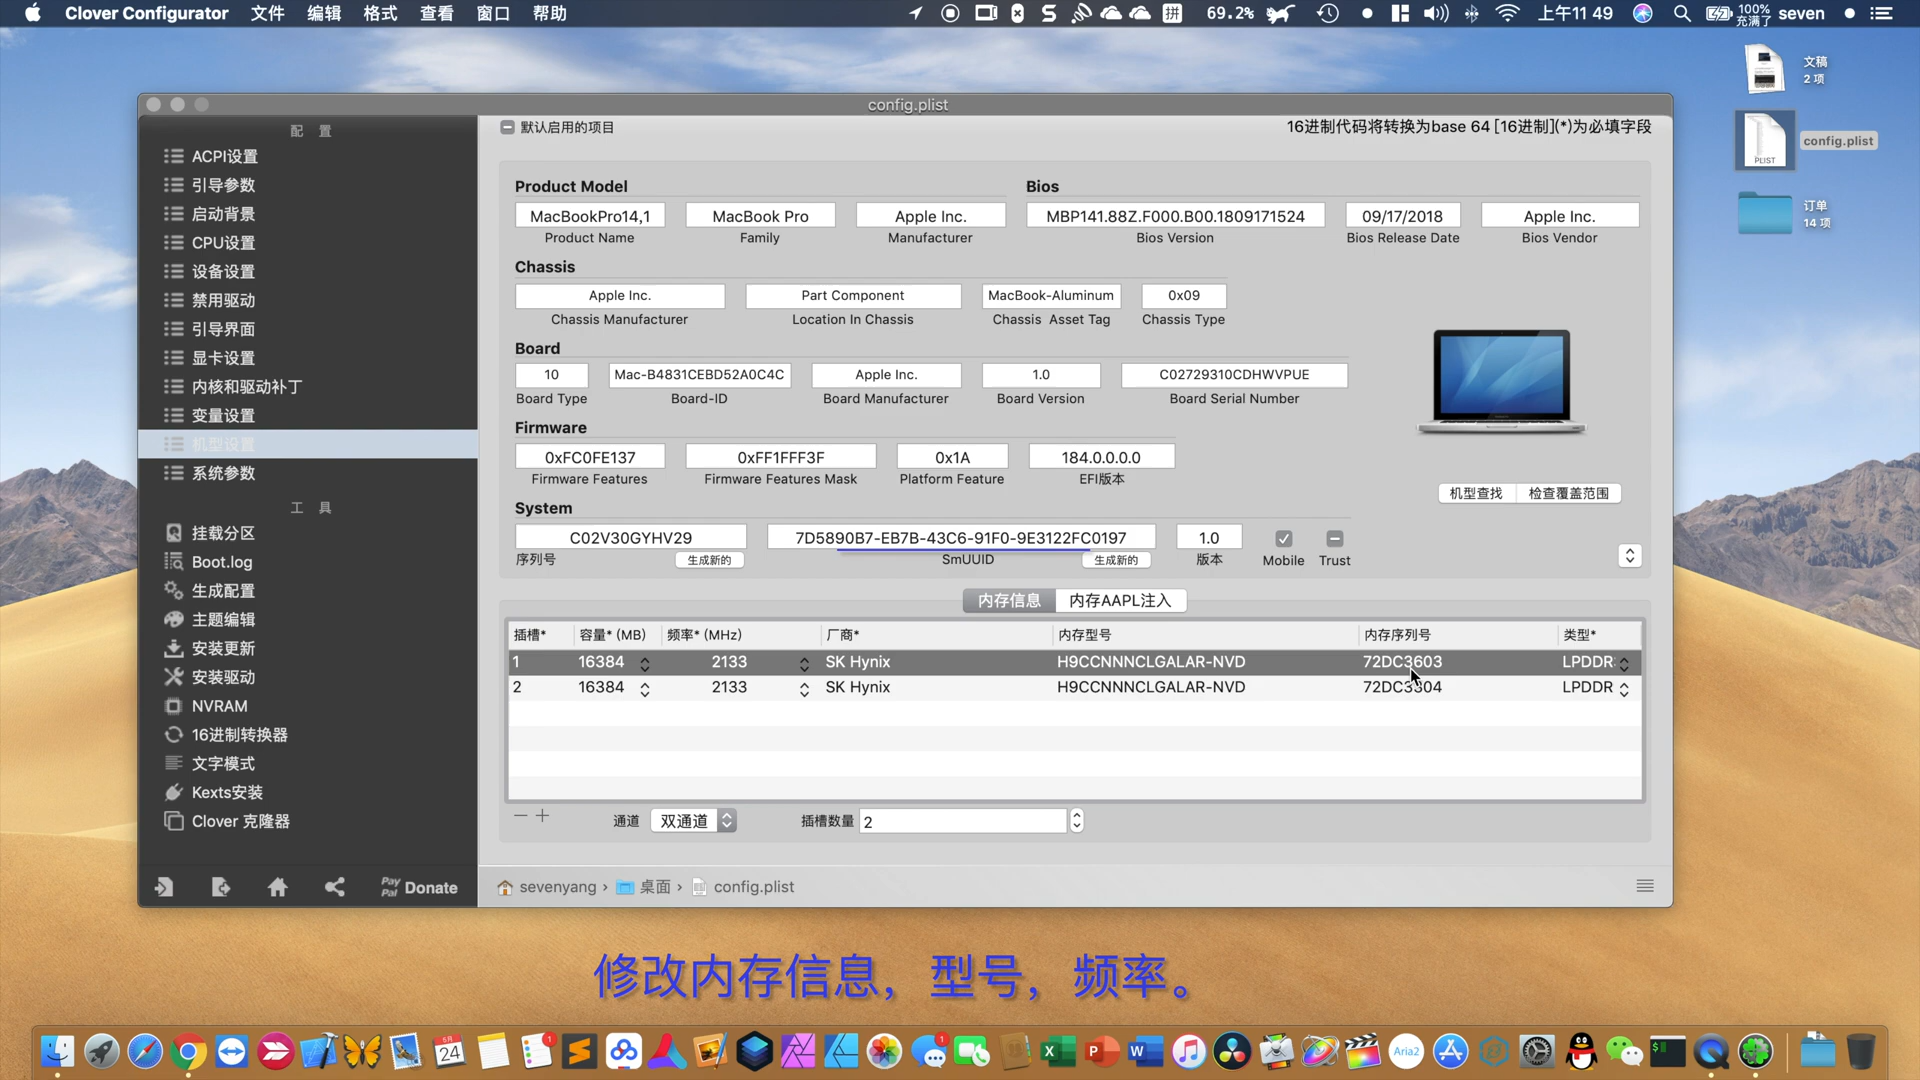 Clover Configurator 文件 编辑 格式 查看 窗口 帮助 拼 69.2% 上午11 49 100% 充满了 seven
文稿
2 项
config.plist
订单
14 项
PLIST
config.plist
配 置
ACPI设置
引导参数
启动背景
CPU设置
设备设置
禁用驱动
引导界面
显卡设置
内核和驱动补丁
变量设置
机型设置
系统参数
工 具
挂载分区
Boot.log
生成配置
主题编辑
安装更新
安装驱动
NVRAM
16进制转换器
文字模式
Kexts安装
Clover 克隆器
Pay Pal Donate
默认启用的项目 16进制代码将转换为base 64 [16进制](*)为必填字段
Product Model Bios
MacBookPro14,1 MacBook Pro Apple Inc. MBP141.88Z.F000.B00.1809171524 09/17/2018 Apple Inc.
Product Name Family Manufacturer Bios Version Bios Release Date Bios Vendor
Chassis
Apple Inc. Part Component MacBook-Aluminum 0x09
Chassis Manufacturer Location In Chassis Chassis Asset Tag Chassis Type
Board
10 Mac-B4831CEBD52A0C4C Apple Inc. 1.0 C02729310CDHWVPUE
Board Type Board-ID Board Manufacturer Board Version Board Serial Number
Firmware
0xFC0FE137 0xFF1FFF3F 0x1A 184.0.0.0.0
Firmware Features Firmware Features Mask Platform Feature EFI版本
机型查找 检查覆盖范围
System
C02V30GYHV29 7D5890B7-EB7B-43C6-91F0-9E3122FC0197 1.0
序列号 生成新的 SmUUID 生成新的 版本 Mobile Trust
内存信息 内存AAPL注入
插槽* 容量* (MB) 频率* (MHz) 厂商* 内存型号 内存序列号 类型*
1 16384 2133 SK Hynix H9CCNNNCLGALAR-NVD 72DC3603 LPDDR
2 16384 2133 SK Hynix H9CCNNNCLGALAR-NVD 72DC3304 LPDDR
通道 双通道 插槽数量 2
sevenyang › 桌面 › config.plist
修改内存信息，型号，频率。
6月
24
1
1
Aria2